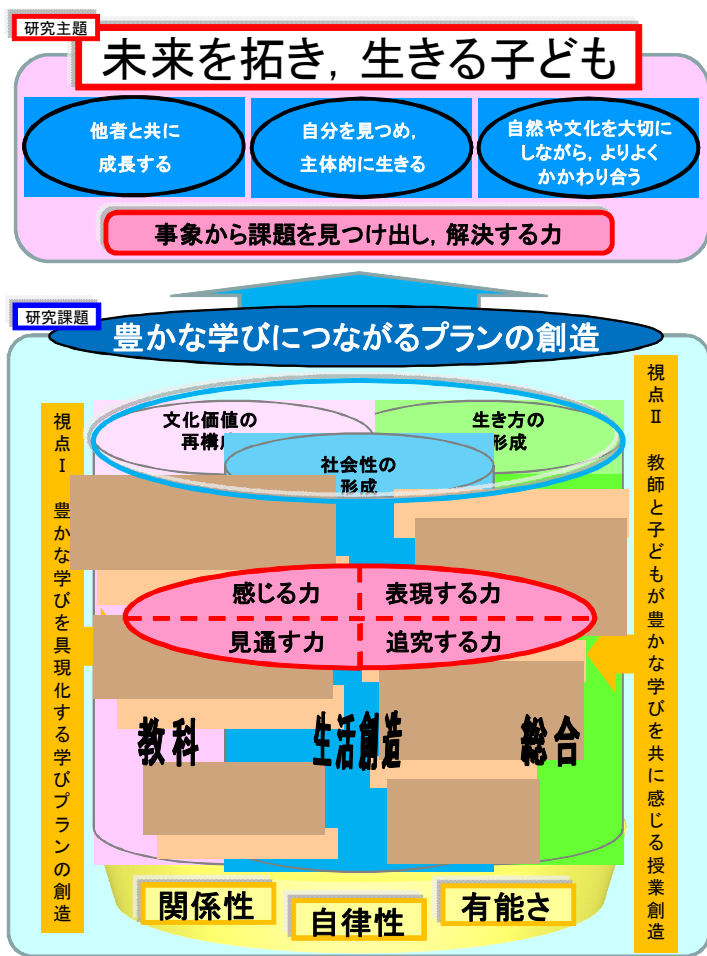 研究主題
未来を拓き，生きる子ども
他者と共に
成長する
自分を見つめ，
主体的に生きる
自然や文化を大切に
しながら，よりよく
かかわり合う
事象から課題を見つけ出し，解決する力
研究課題
豊かな学びにつながるプランの創造
視点Ⅰ　豊かな学びを具現化する学びプランの創造
文化価値の
再構
生き方の
形成
社会性の
形成
感じる力
表現する力
見通す力
追究する力
教科
生活創造
総合
視点Ⅱ　教師と子どもが豊かな学びを共に感じる授業創造
関係性
自律性
有能さ